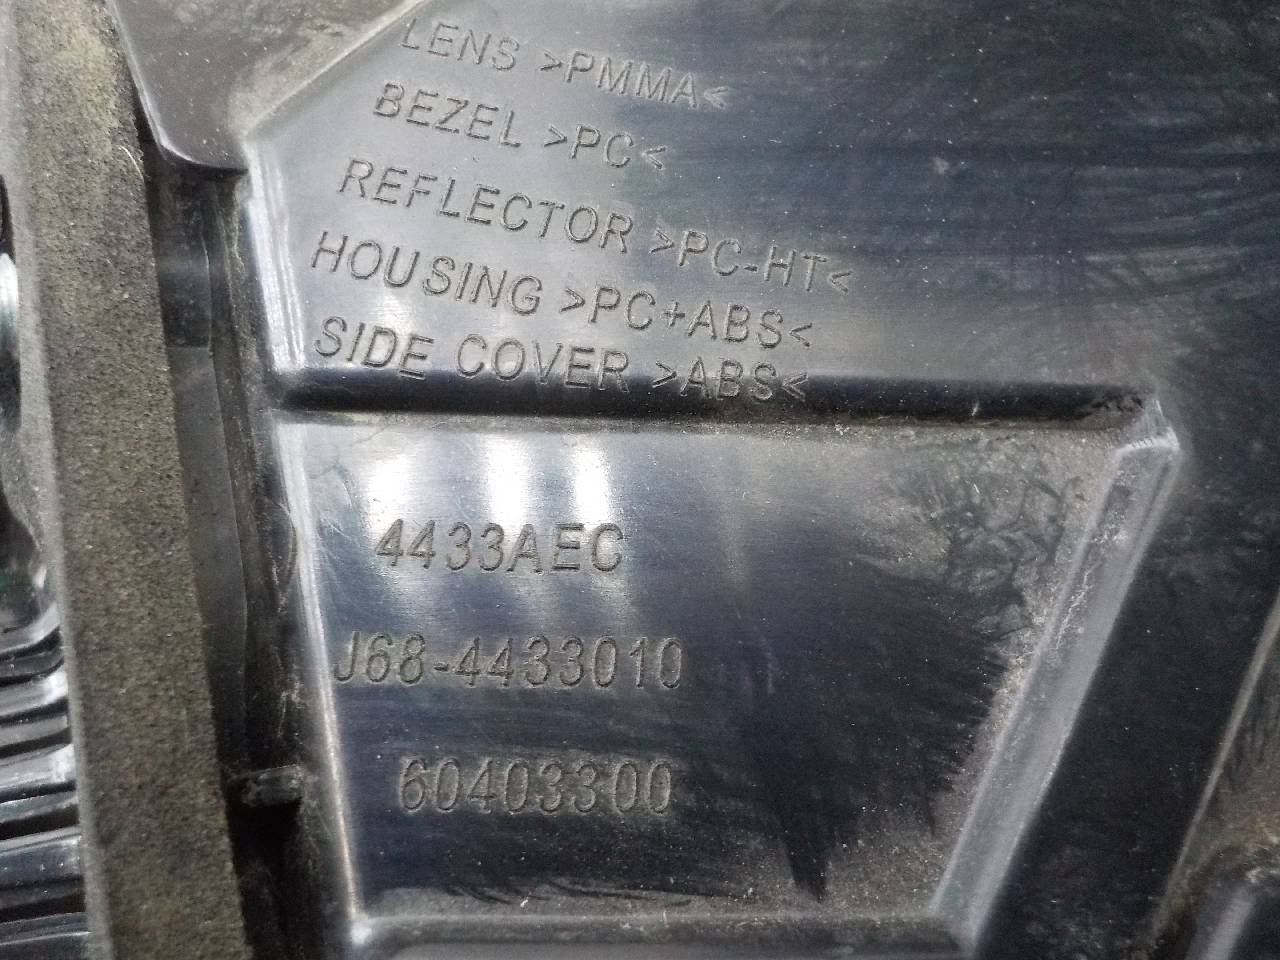 LENS >PMMA<
BEZEL >PC<
REFLECTOR >PC-HT<
HOUSING >PC+ABS<
SIDE COVER >ABS<
4433AEC
J68-4433010
60403300